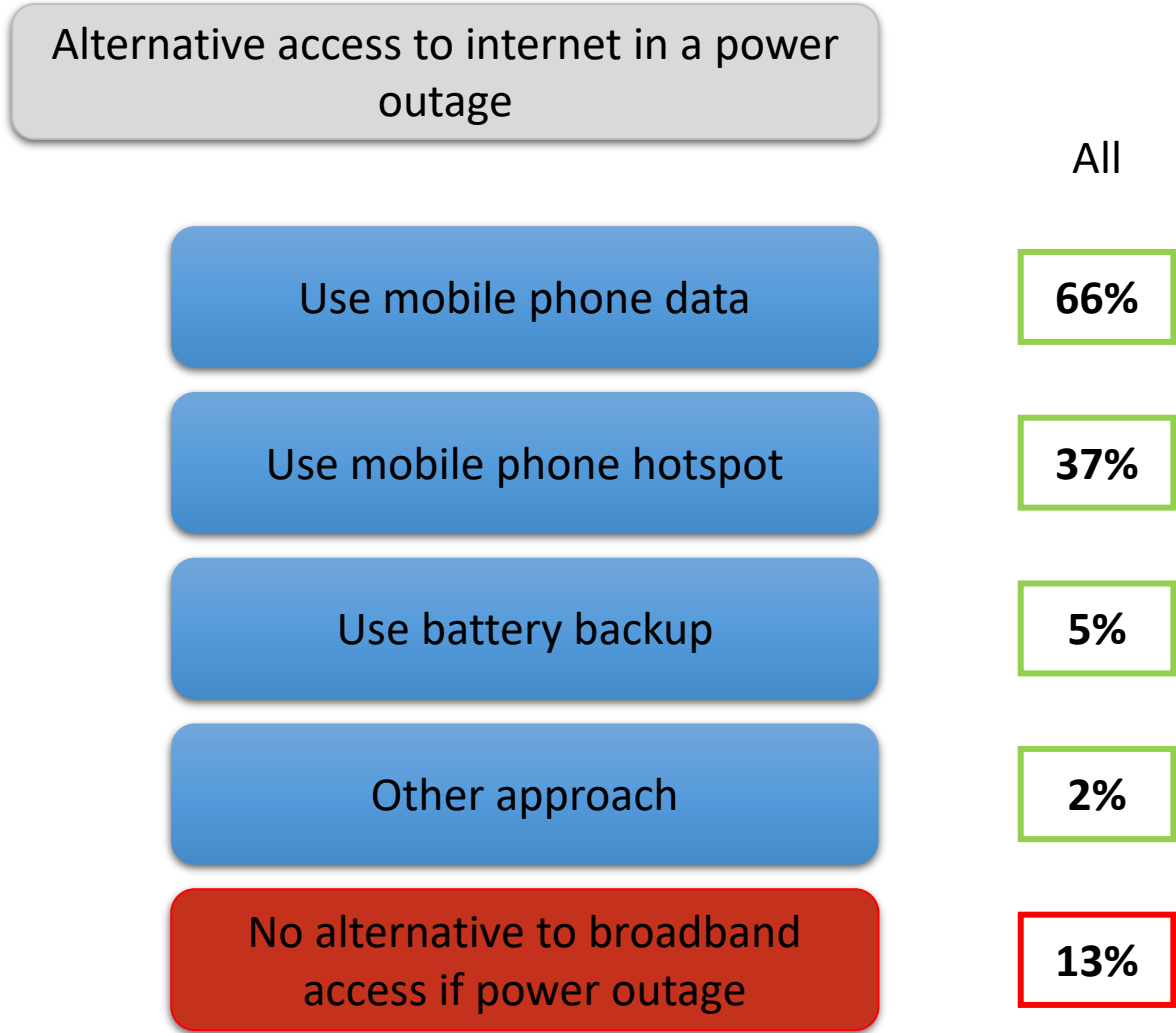 Alternative access to internet in a power
outage
All
Use mobile phone data
66%
Use mobile phone hotspot
37%
Use battery backup
5%
Other approach
2%
No alternative to broadband
access if power outage
13%